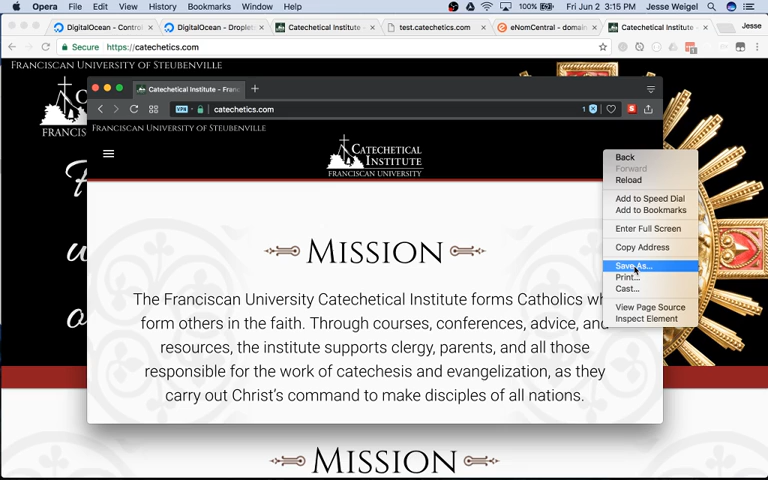 Opera File Edit View History Bookmarks Window Help 100% Fri Jun 2 3:15 PM Jesse Weigel
DigitalOcean - Control DigitalOcean - Droplet Catechetical Institute - test.catechetics.com eNomCentral - domain Catechetical Institute - Jesse
Secure https://catechetics.com
FRANCISCAN UNIVERSITY OF STEUBENVILLE
Catechetical Institute - Fran
VPN catechetics.com 1
FRANCISCAN UNIVERSITY OF STEUBENVILLE
CATECHETICAL
INSTITUTE
FRANCISCAN UNIVERSITY
Back
Forward
Reload
Add to Speed Dial
Add to Bookmarks
Enter Full Screen
Copy Address
Save As...
Print...
Cast...
View Page Source
Inspect Element
MISSION
The Franciscan University Catechetical Institute forms Catholics wh
form others in the faith. Through courses, conferences, advice, and
resources, the institute supports clergy, parents, and all those
responsible for the work of catechesis and evangelization, as they
carry out Christ's command to make disciples of all nations.
MISSION